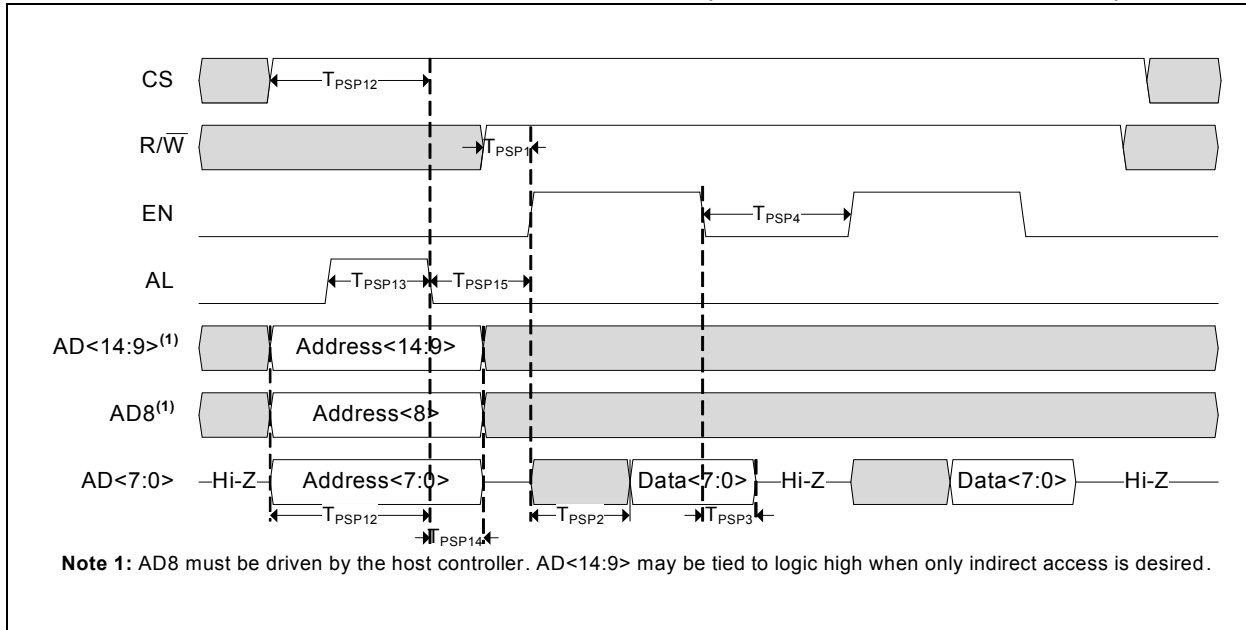 CS
TPSP12
R/W
TPSP1
EN
TPSP4
AL
TPSP13
TPSP15
AD<14:9>(1)
Address<14:9>
AD8(1)
Address<8>
AD<7:0>
Hi-Z
Address<7:0>
Data<7:0>
Hi-Z
Data<7:0>
Hi-Z
TPSP12
TPSP2
TPSP3
TPSP14
Note 1: AD8 must be driven by the host controller. AD<14:9> may be tied to logic high when only indirect access is desired.